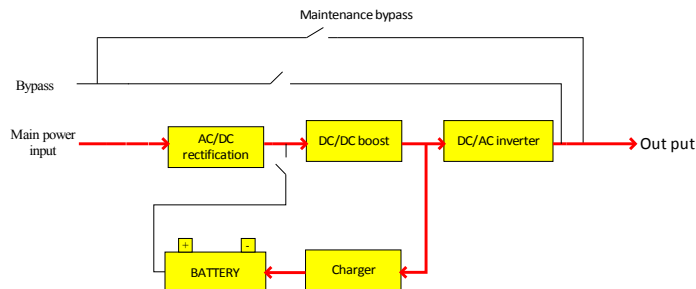 Maintenance bypass
Bypass
Main power
input
AC/DC
rectification
DC/DC boost
DC/AC inverter
Out put
+
-
BATTERY
Charger